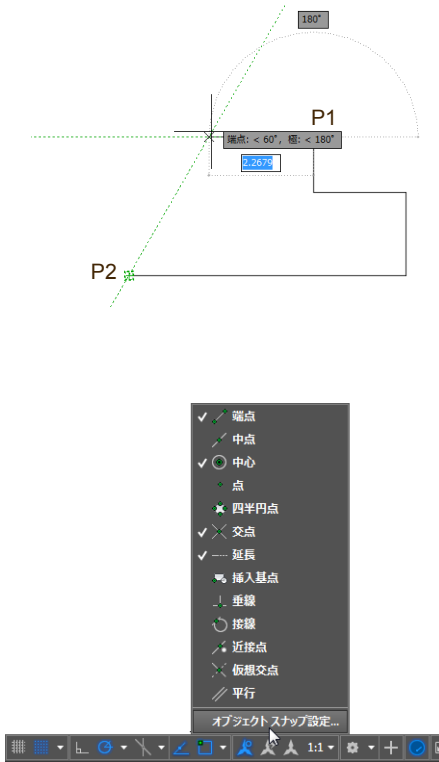 180°
P1
端点: < 60°, 極: < 180°
2.2679
P2
端点
中点
中心
点
四半円点
交点
延長
挿入基点
垂線
接線
近接点
仮想交点
平行
オブジェクト スナップ設定...
1:1